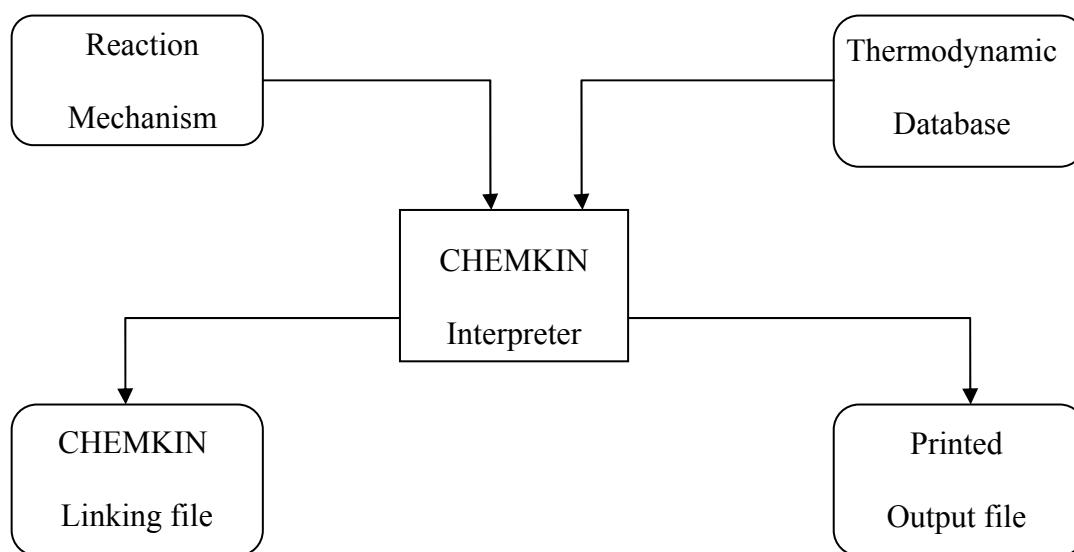 Reaction
Mechanism
Thermodynamic
Database
CHEMKIN
Interpreter
CHEMKIN
Linking file
Printed
Output file